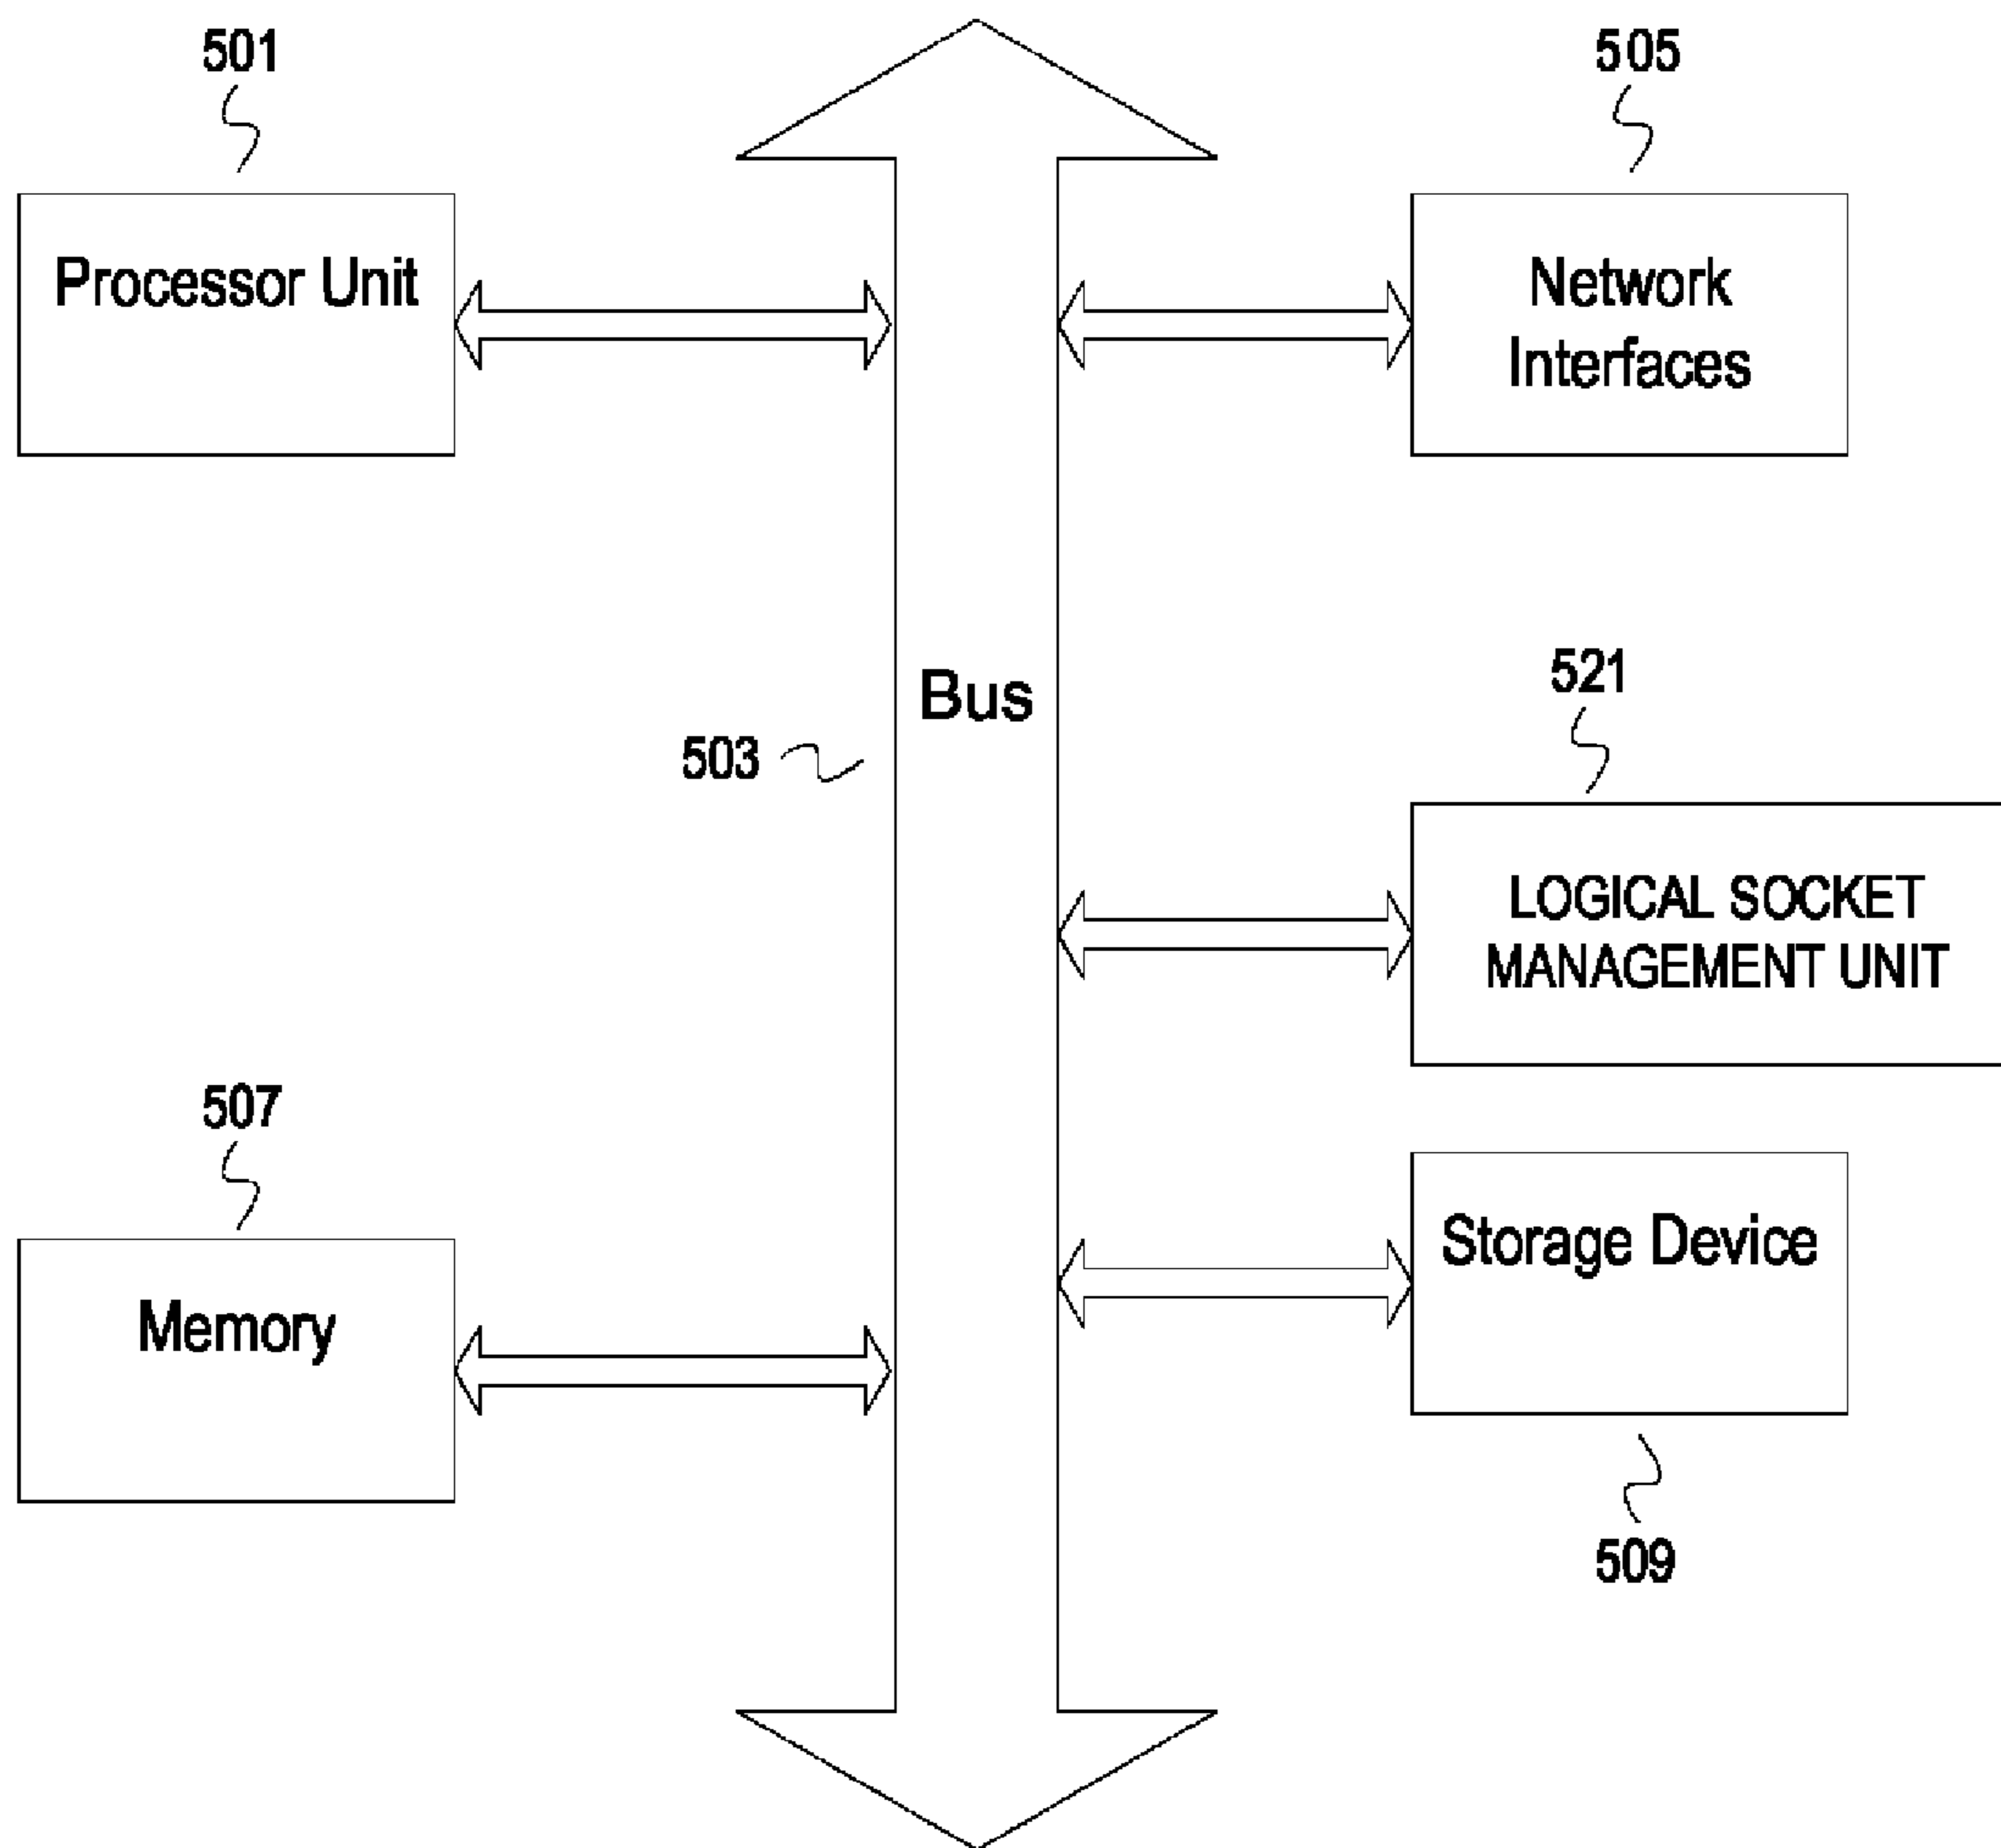 501
505
Processor Unit
Network
Interfaces
Bus
503
521
LOGICAL SOCKET
MANAGEMENT UNIT
507
Memory
Storage Device
509